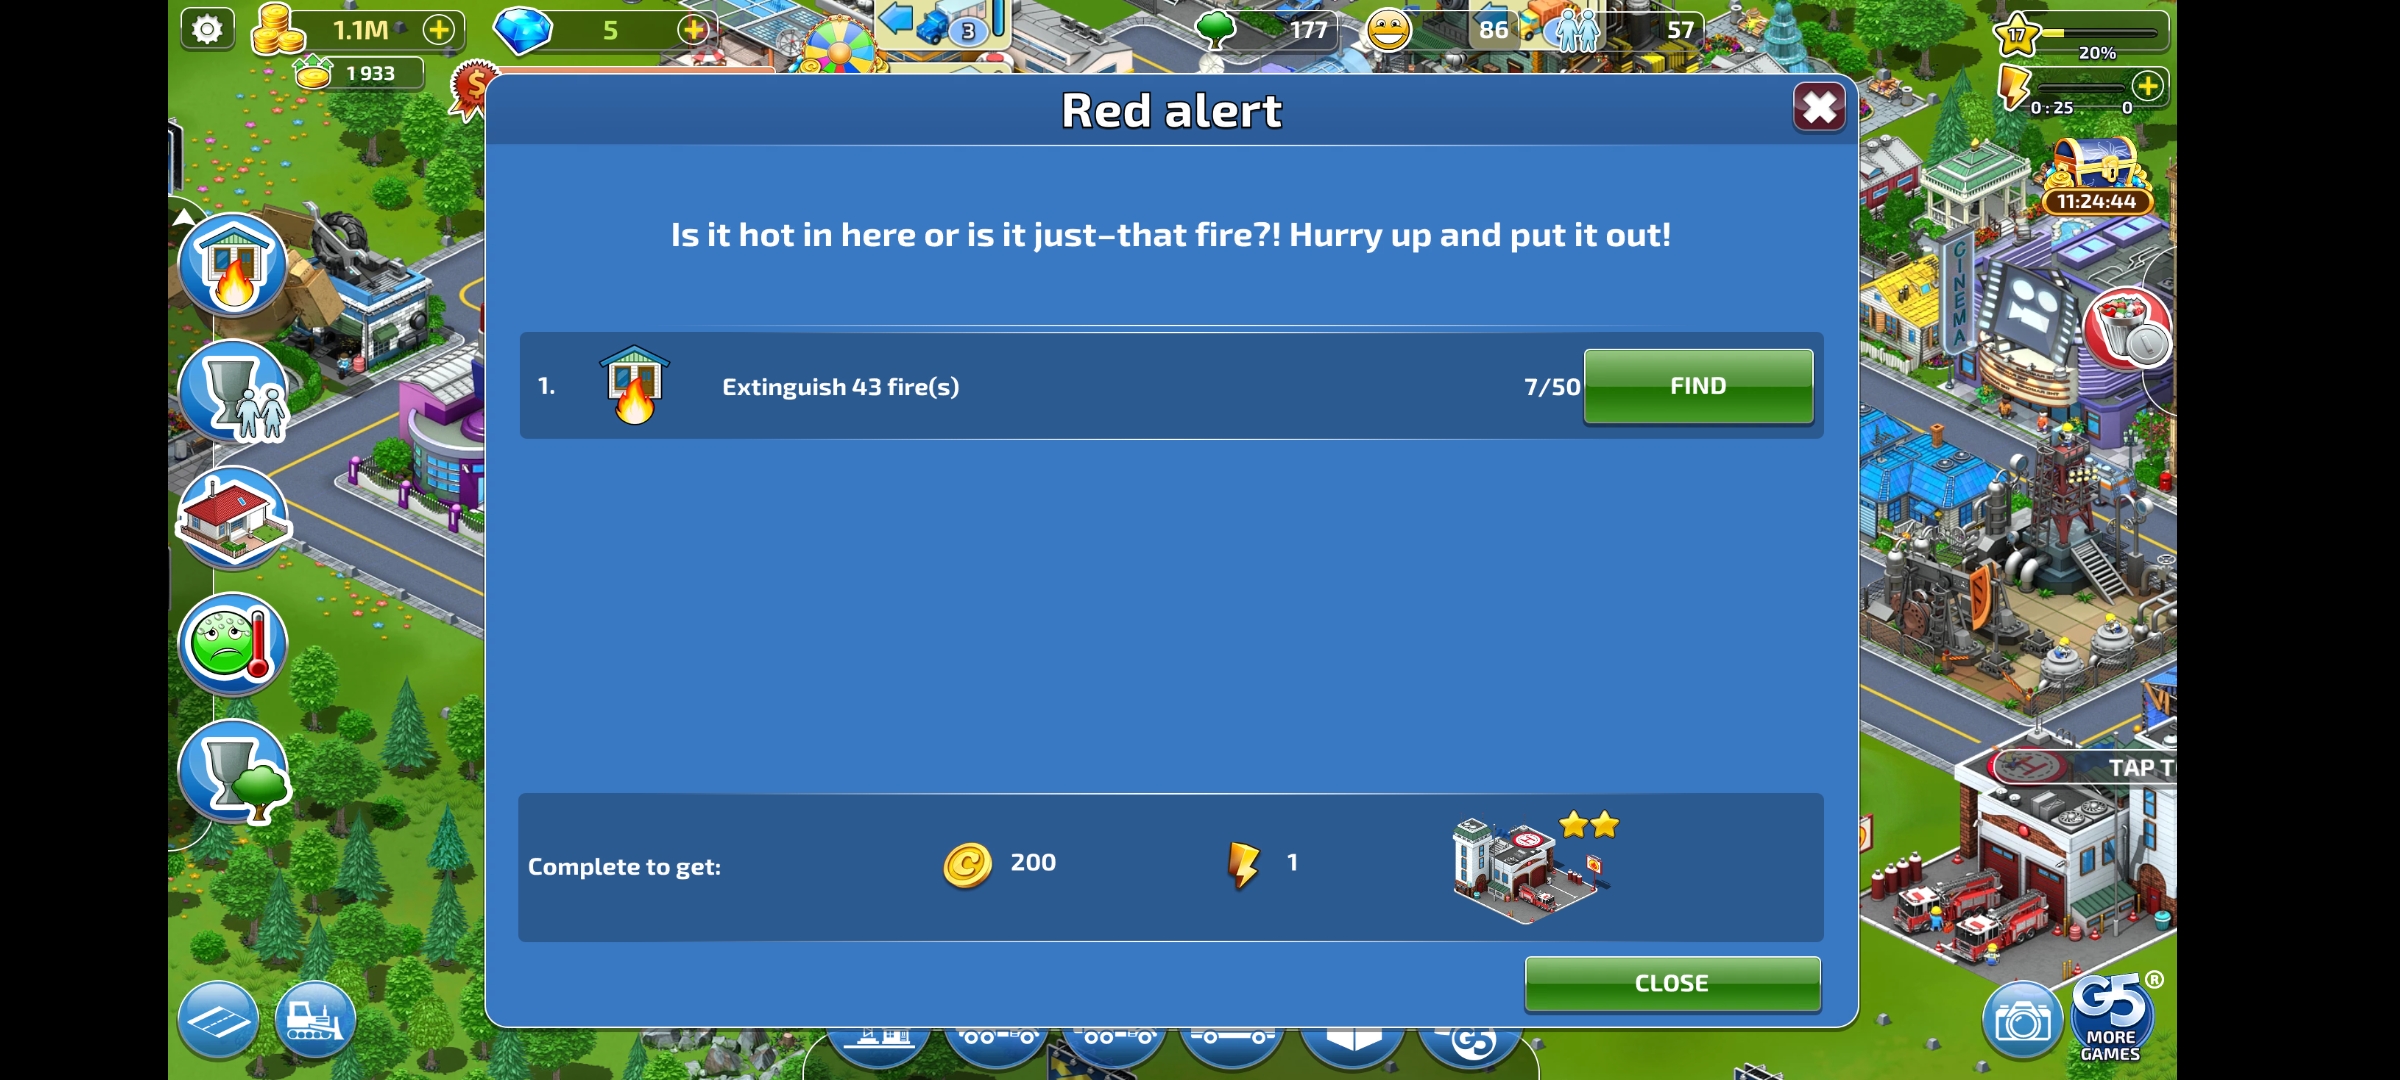 1.1M
5
3
177
86
57
17
20%
1 933
0:25
0
Red alert
11:24:44
Is it hot in here or is it just–that fire?! Hurry up and put it out!
CINEMA
1.
Extinguish 43 fire(s)
7/50
FIND
TAP T
Complete to get:
200
1
CLOSE
G5
G5 ®
MORE
GAMES